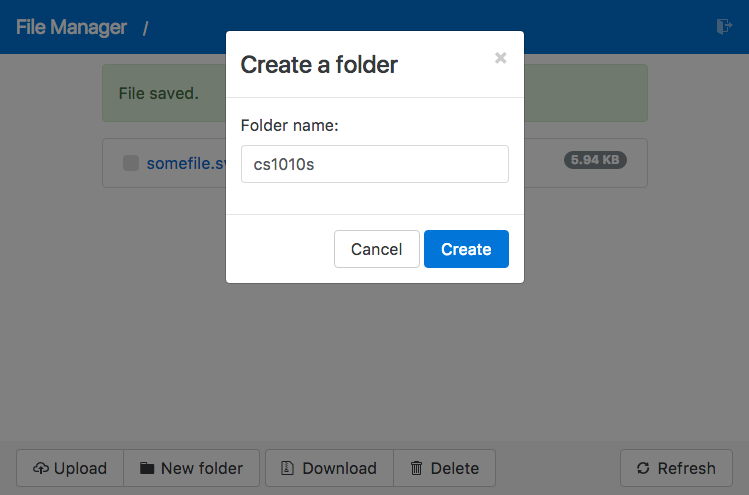 File Manager /
Create a folder ×
File saved.
Folder name:
cs1010s
somefile.sv 5.94 KB
Cancel Create
Upload New folder Download Delete Refresh